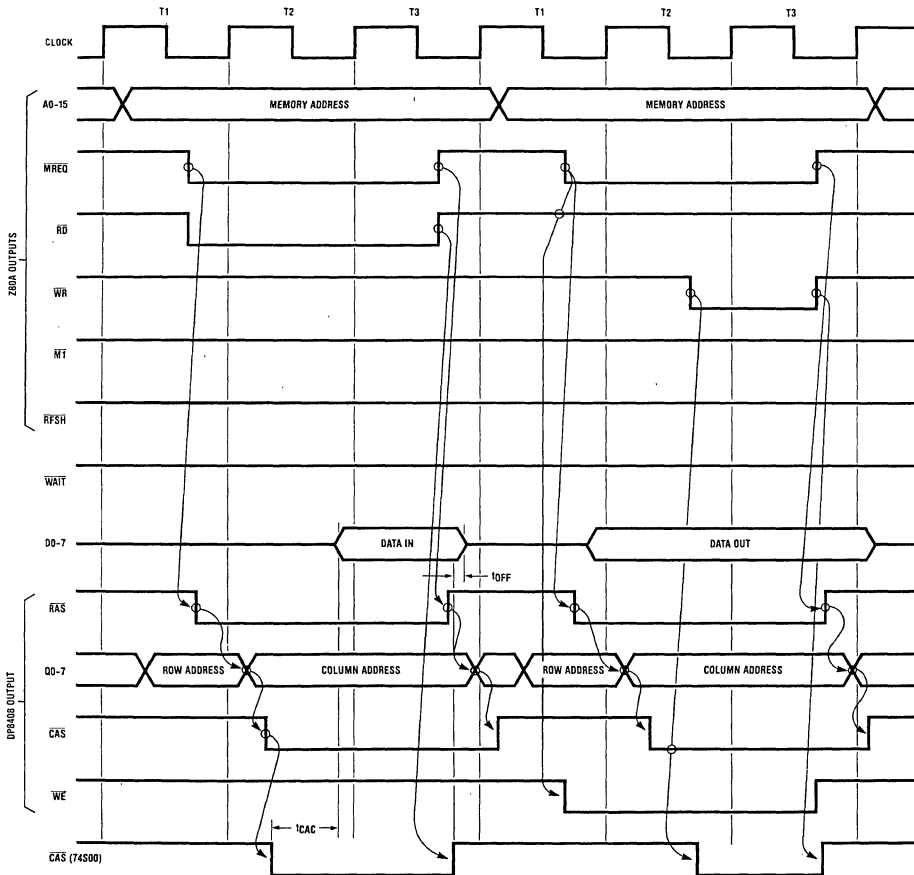 T1 T2 T3 T1 T2 T3
CLOCK
A0-15 MEMORY ADDRESS MEMORY ADDRESS
MREQ
RD
Z80A OUTPUTS
WR
M1
RFSH
WAIT
D0-7 DATA IN DATA OUT
tOFF
RAS
Q0-7 ROW ADDRESS COLUMN ADDRESS ROW ADDRESS COLUMN ADDRESS
DP8408 OUTPUT
CAS
WE
tCAC
CAS (74S00)